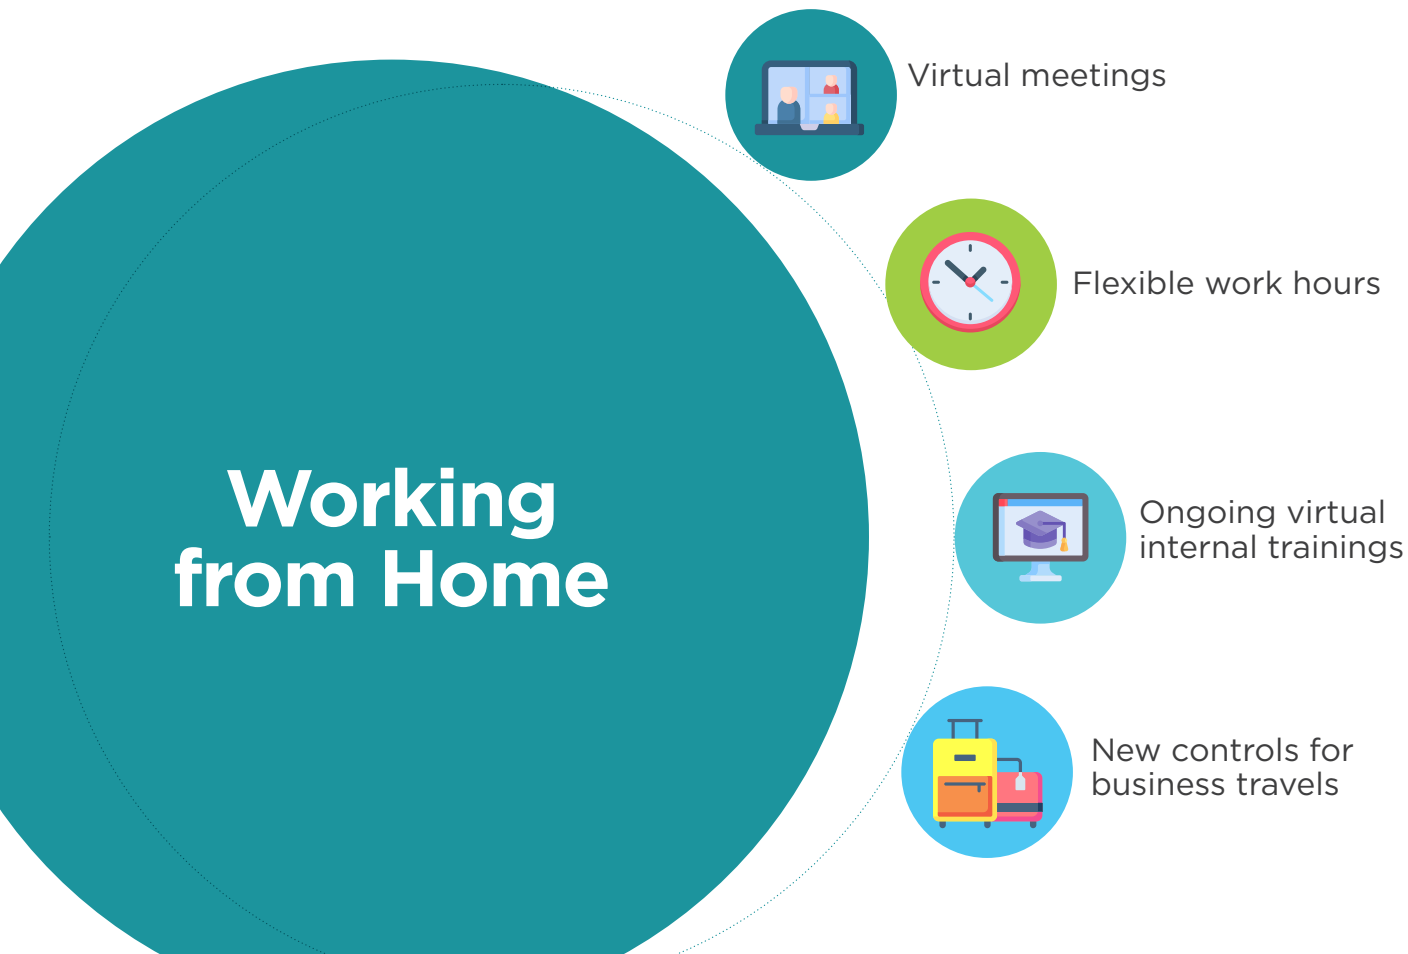 Virtual meetings
Flexible work hours
Working
from Home
Ongoing virtual
internal trainings
New controls for
business travels